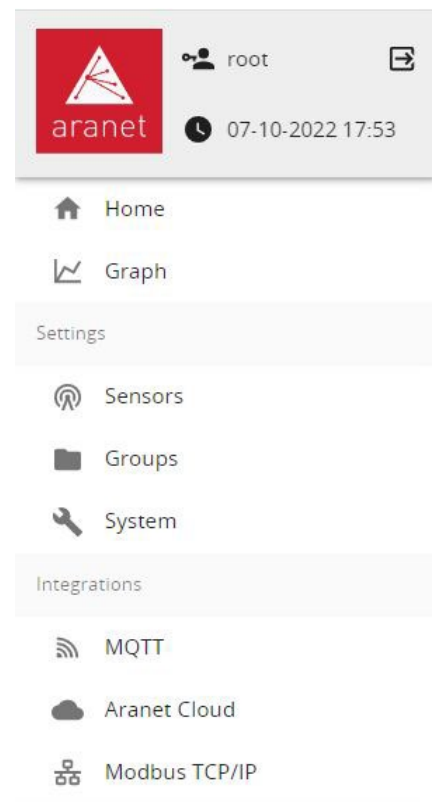 root
aranet
07-10-2022 17:53
Home
Graph
Settings
Sensors
Groups
System
Integrations
MQTT
Aranet Cloud
Modbus TCP/IP